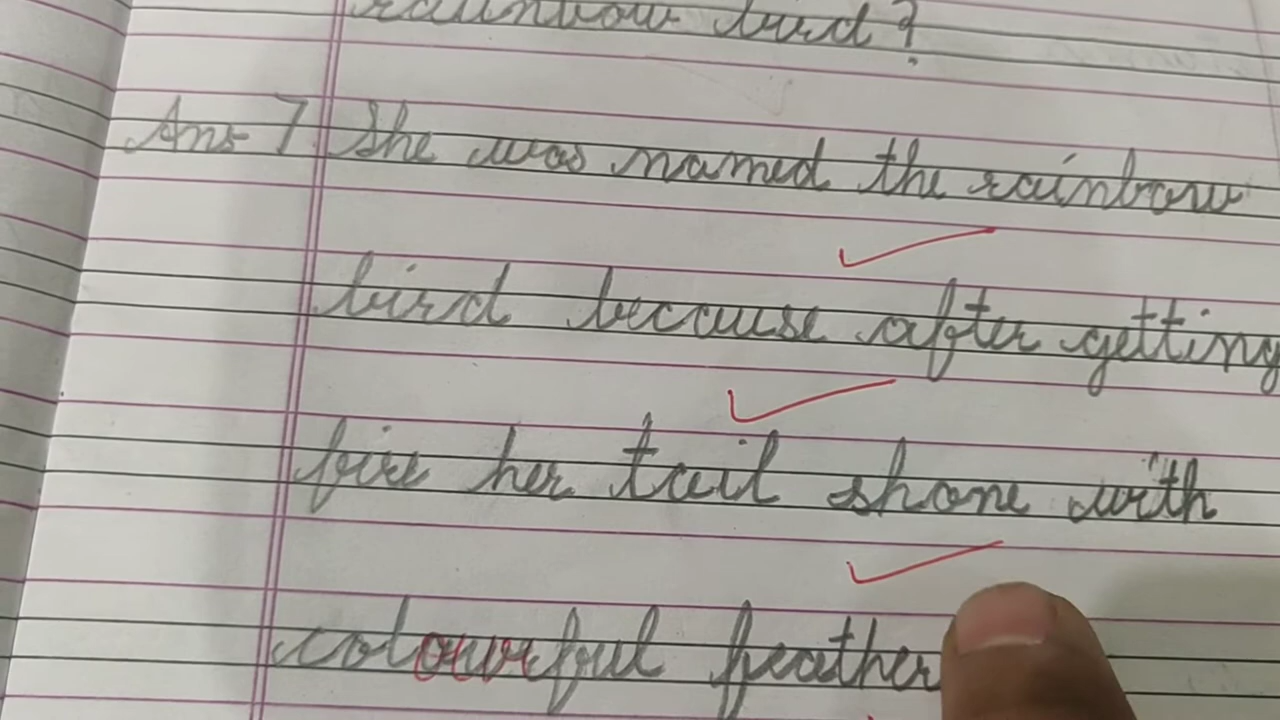 rainbow bird?
Ans 7 She was named the rainbow
bird because after getting
fire her tail shone with
colourful feather